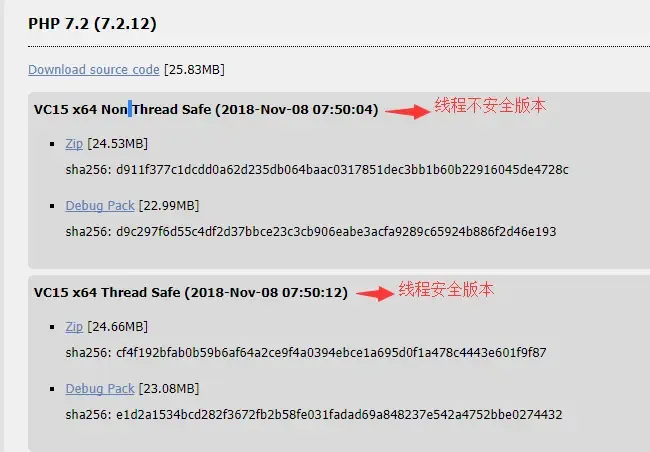 PHP 7.2 (7.2.12)
Download source code [25.83MB]
VC15 x64 Non Thread Safe (2018-Nov-08 07:50:04) 线程不安全版本
Zip [24.53MB]
sha256: d911f377c1dcdd0a62d235db064baac0317851dec3bb1b60b22916045de4728c
Debug Pack [22.99MB]
sha256: d9c297f6d55c4df2d37bbce23c3cb906eabe3acfa9289c65924b886f2d46e193
VC15 x64 Thread Safe (2018-Nov-08 07:50:12) 线程安全版本
Zip [24.66MB]
sha256: cf4f192bfab0b59b6af64a2ce9f4a0394ebce1a695d0f1a478c4443e601f9f87
Debug Pack [23.08MB]
sha256: e1d2a1534bcd282f3672fb2b58fe031fadad69a848237e542a4752bbe0274432